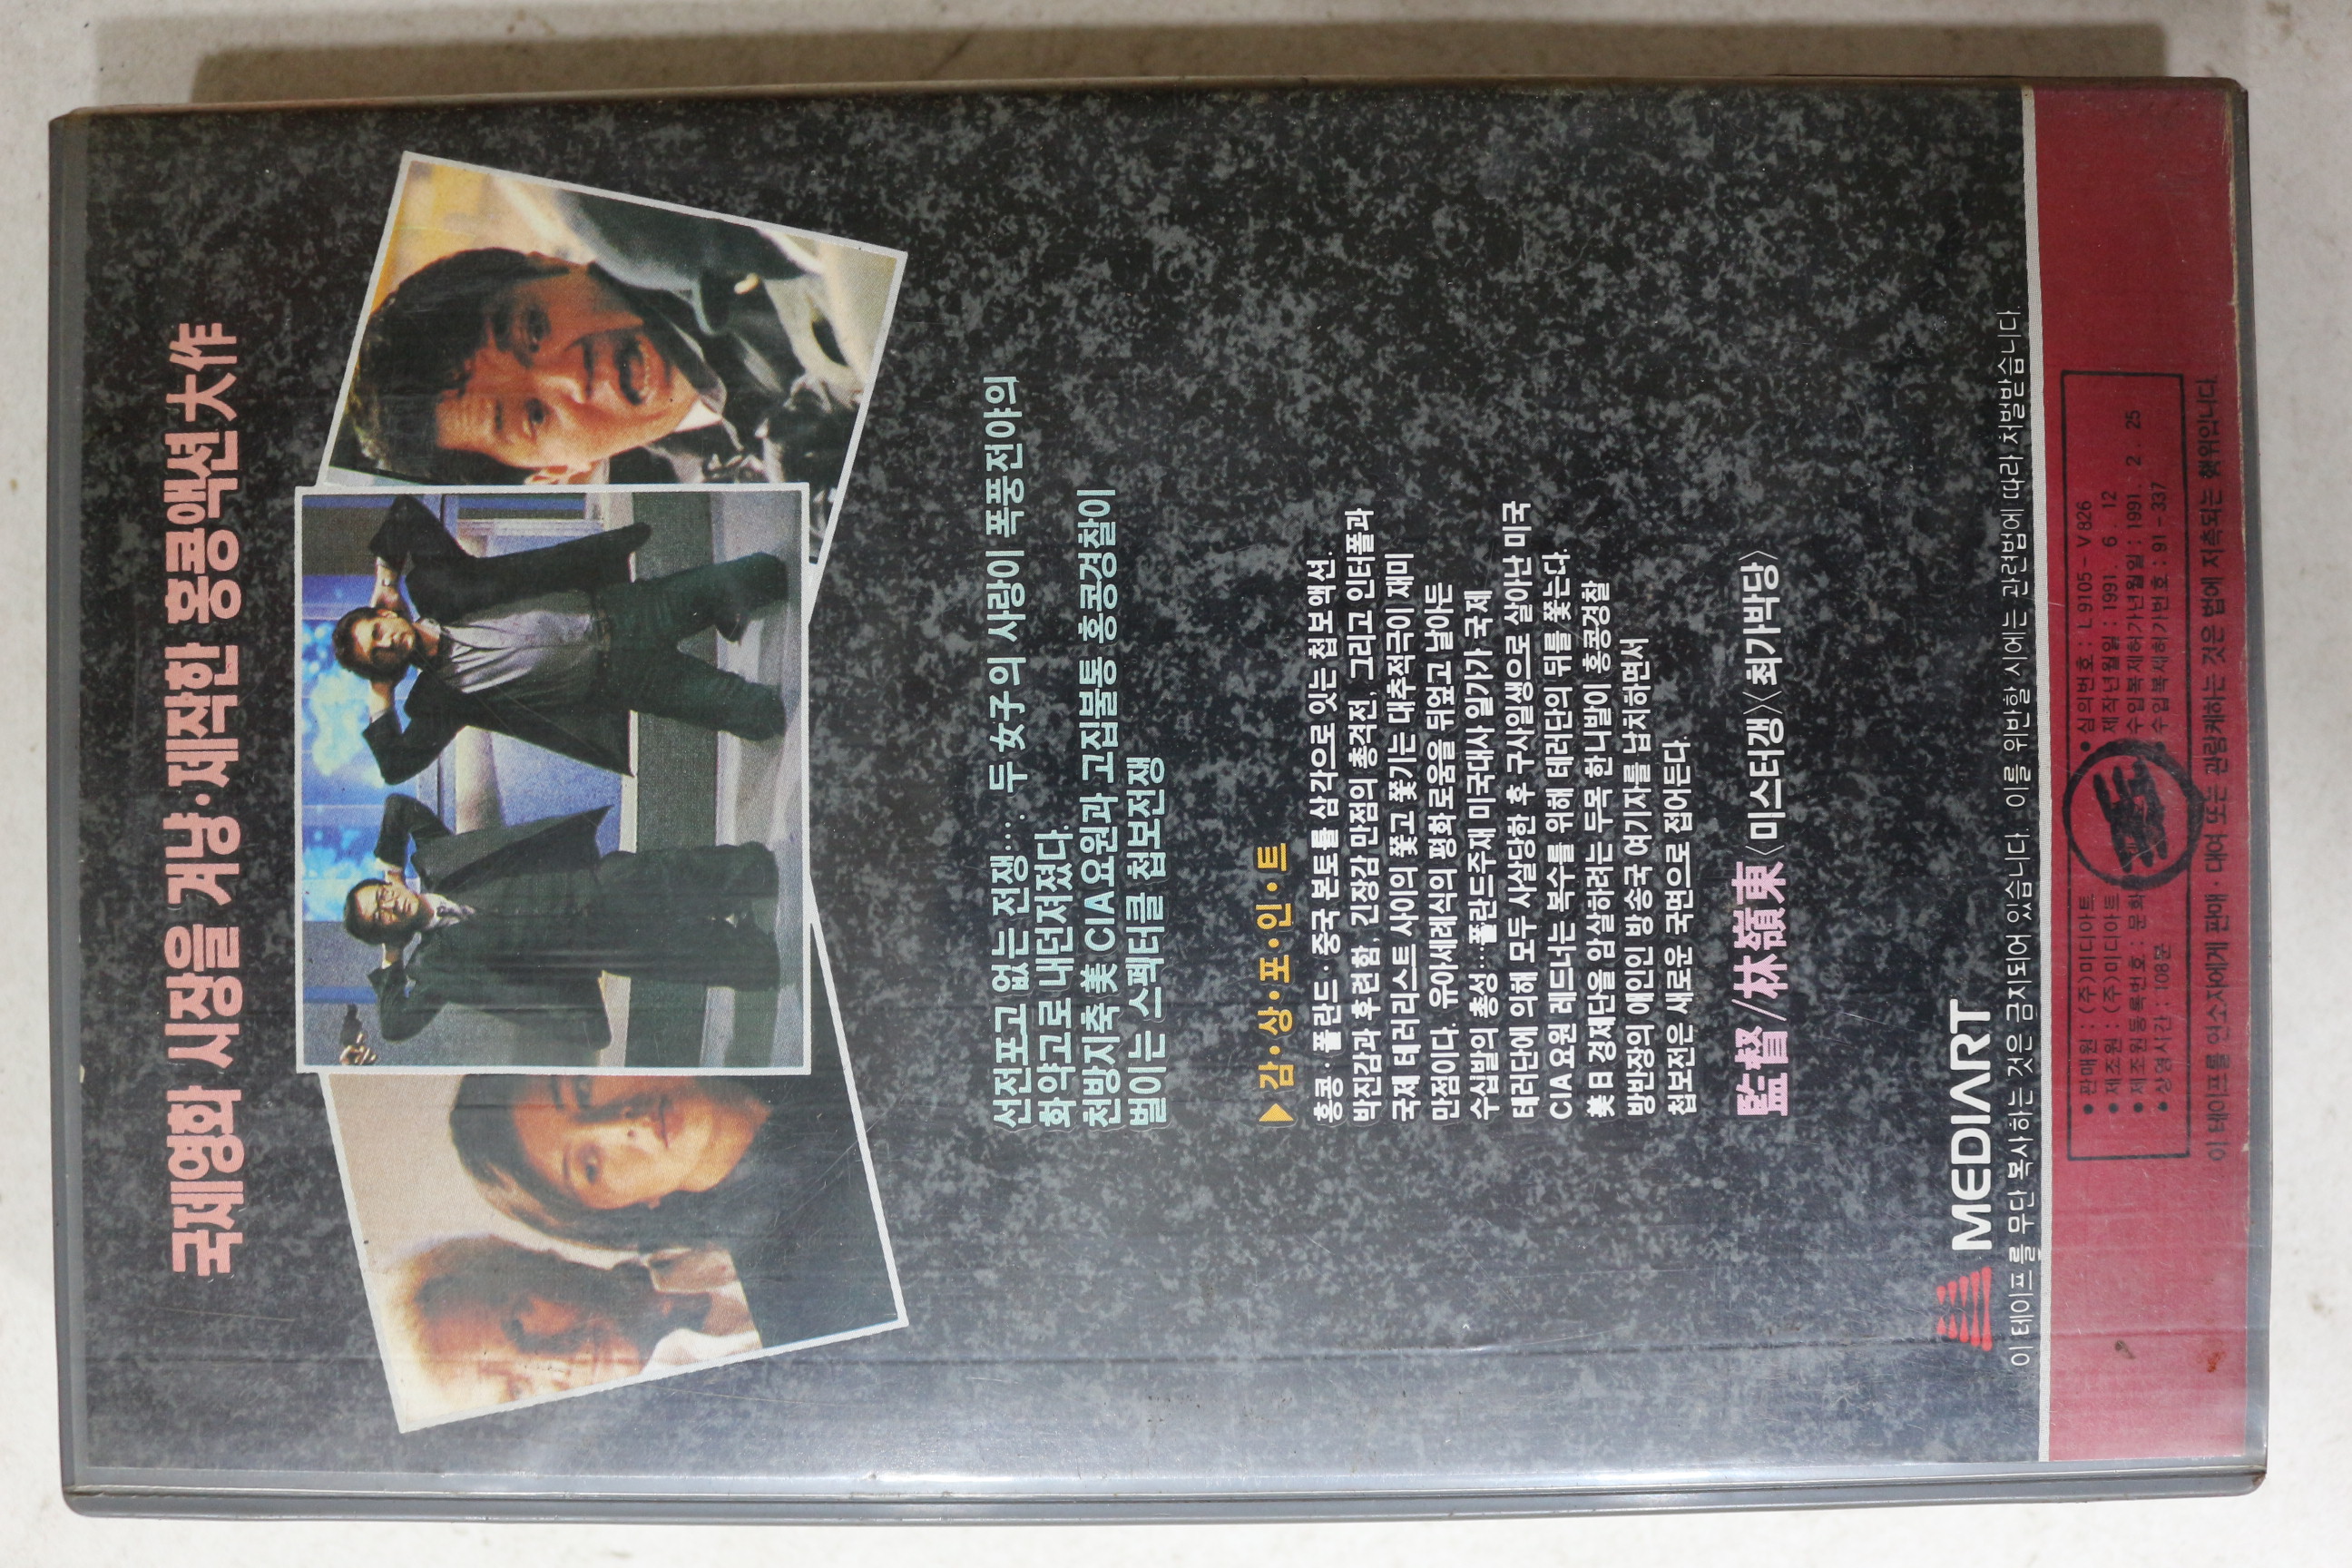 국제영화 시장을 겨냥·제작한 홍콩액션 大作
선전포고 없는 전쟁…. 두 女子의 사랑이 폭풍전야의
화약고로 내던져졌다.
천방지축 美 CIA요원과 고집불통 홍콩경찰이
벌이는 스펙터클 첩보전쟁
▶감·상·포·인·트
홍콩·폴란드·중국 본토를 삼각으로 잇는 첩보액션.
박진감과 후련함, 긴장감 만점의 총격전, 그리고 인터폴과
국제 테러리스트 사이의 쫓고 쫓기는 대추적극이 재미
만점이다. 유아세례식의 평화로움을 뒤엎고 날아든
수십발의 총성…폴란드주재 미국대사 일가가 국제
테러단에 의해 모두 사살당한 후 구사일생으로 살아난 미국
CIA요원 레드너는 복수를 위해 테러단의 뒤를 쫓는다.
美日 경제단을 암살하려는 두목 한니발이 홍콩경찰
방반장의 애인인 방송국 여기자를 납치하면서
첩보전은 새로운 국면으로 접어든다.
監督/林嶺東〈미스터갱〉〈최가박당〉
MEDIART
이 테이프를 무단 복사하는 것은 금지되어 있습니다. 이를 위반할 시에는 관련법에 따라 처벌받습니다.
●판매원 : (주)미디아트 ●심의번호 : L9105-V826
●제조원 : (주)미디아트 제작년월일 : 1991. 6. 12
●제조원등록번호 : 문화 수입복제허가년월일 : 1991. 2. 25
●상영시간 : 108분 ●수입복제허가번호 : 91-337
이 테이프를 연소자에게 판매·대여 또는 관람케하는 것은 법에 저촉되는 행위입니다.